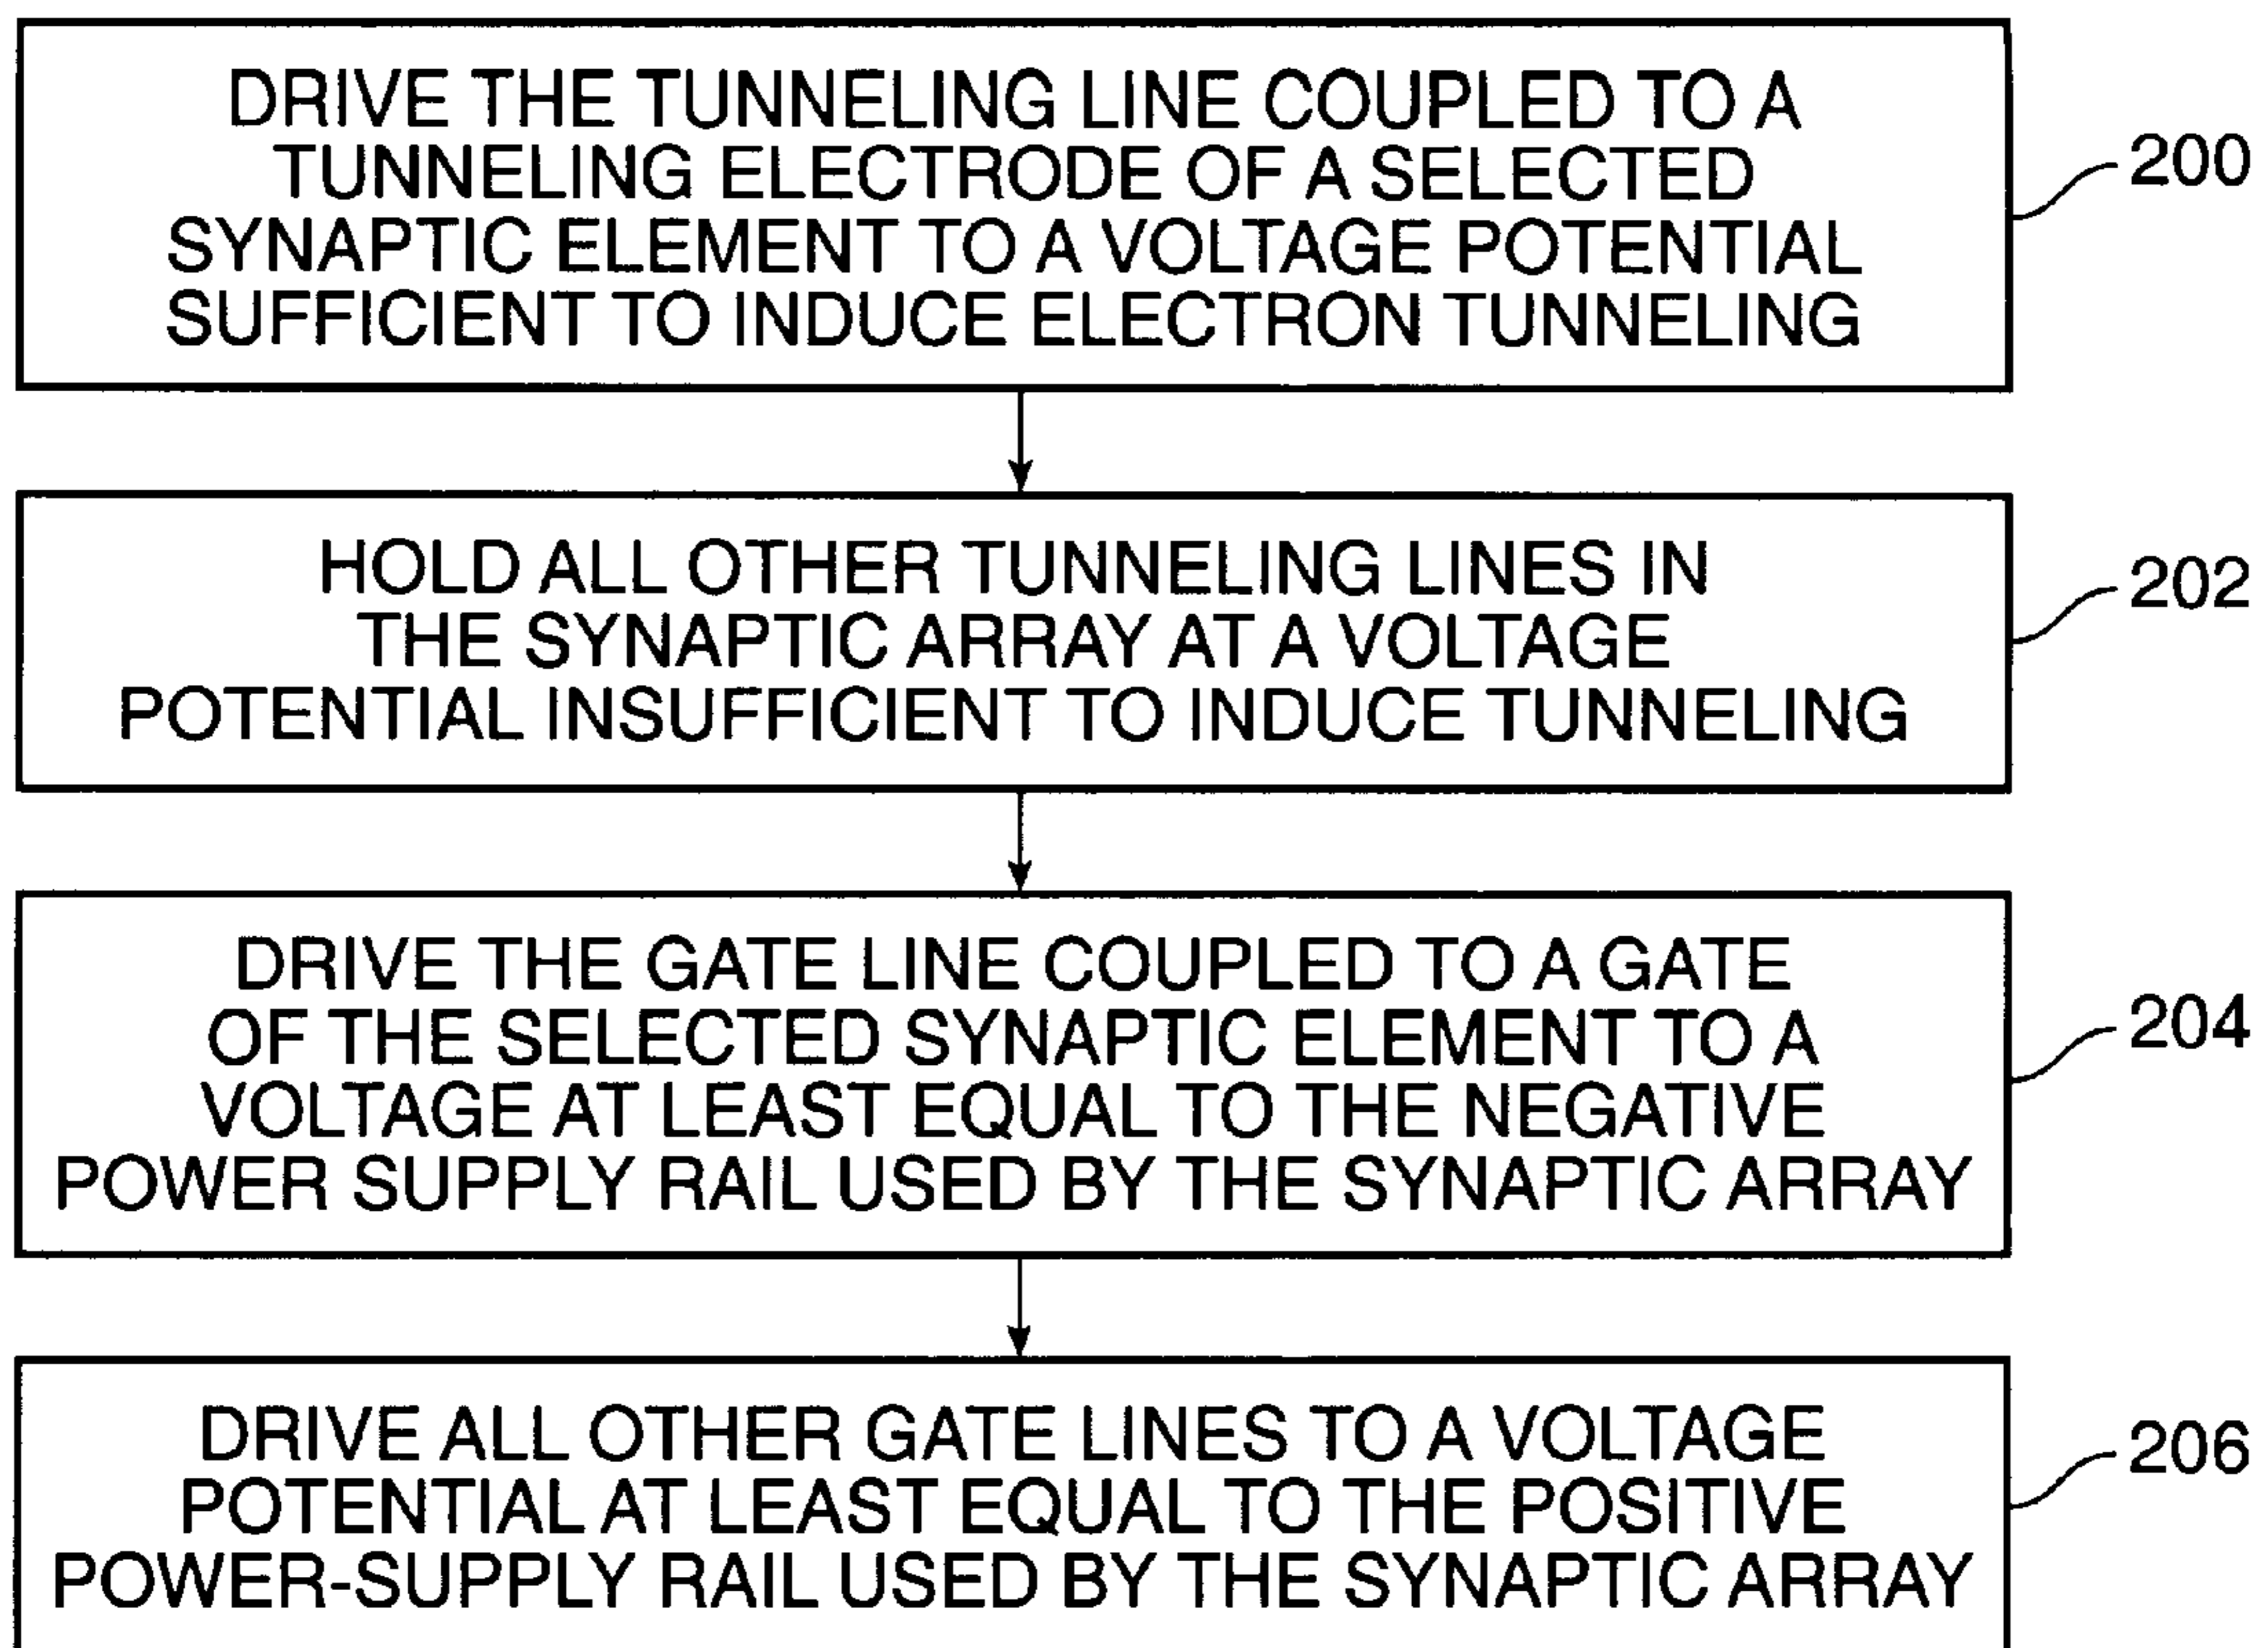 DRIVE THE TUNNELING LINE COUPLED TO A
TUNNELING ELECTRODE OF A SELECTED
SYNAPTIC ELEMENT TO A VOLTAGE POTENTIAL
SUFFICIENT TO INDUCE ELECTRON TUNNELING
200
HOLD ALL OTHER TUNNELING LINES IN
THE SYNAPTIC ARRAY AT A VOLTAGE
POTENTIAL INSUFFICIENT TO INDUCE TUNNELING
202
DRIVE THE GATE LINE COUPLED TO A GATE
OF THE SELECTED SYNAPTIC ELEMENT TO A
VOLTAGE AT LEAST EQUAL TO THE NEGATIVE
POWER SUPPLY RAIL USED BY THE SYNAPTIC ARRAY
204
DRIVE ALL OTHER GATE LINES TO A VOLTAGE
POTENTIAL AT LEAST EQUAL TO THE POSITIVE
POWER-SUPPLY RAIL USED BY THE SYNAPTIC ARRAY
206